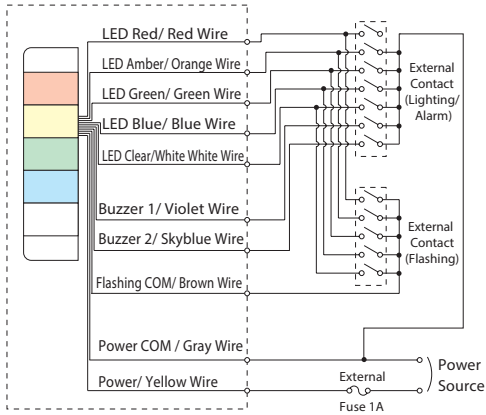 LED Red/ Red Wire
LED Amber/ Orange Wire
LED Green/ Green Wire
LED Blue/ Blue Wire
LED Clear/White White Wire
Buzzer 1/ Violet Wire
Buzzer 2/ Skyblue Wire
Flashing COM/ Brown Wire
Power COM / Gray Wire
Power/ Yellow Wire
External
Contact
(Lighting/
Alarm)
External
Contact
(Flashing)
Power
Source
External
Fuse 1A